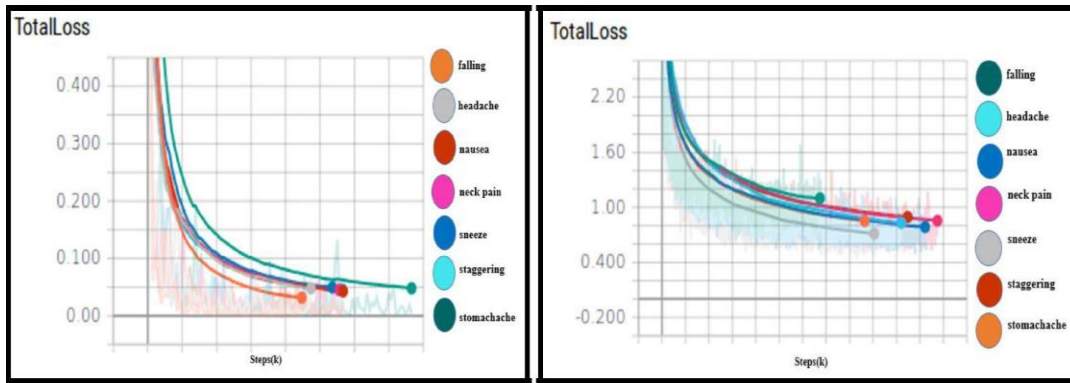 TotalLoss
0.400
0.300
0.200
0.100
0.00
Steps(k)
falling
headache
nausea
neck pain
sneeze
staggering
stomachache
TotalLoss
2.20
1.60
1.00
0.400
-0.200
Steps(k)
falling
headache
nausea
neck pain
sneeze
staggering
stomachache